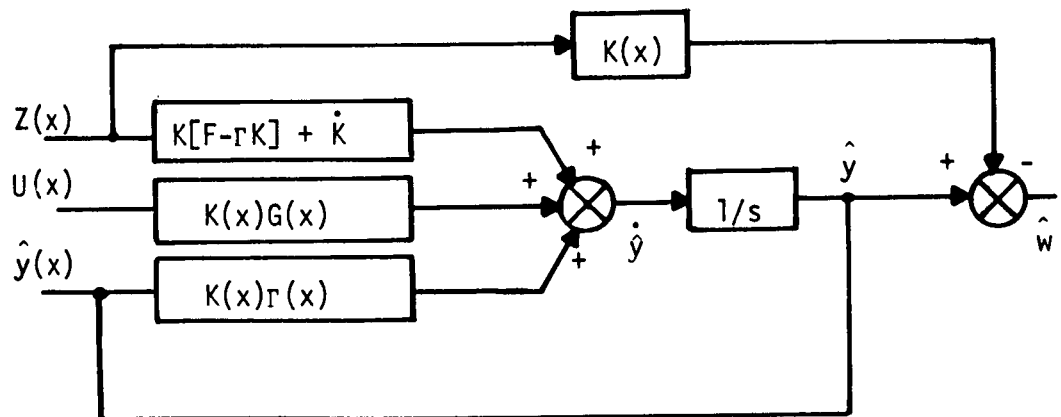 K(x)
Z(x)
K[F-ΓK] + K̇
+
ŷ
+
-
U(x)
+
K(x)G(x)
1/s
ŷ(x)
+
ẏ̂
ŵ
K(x)Γ(x)